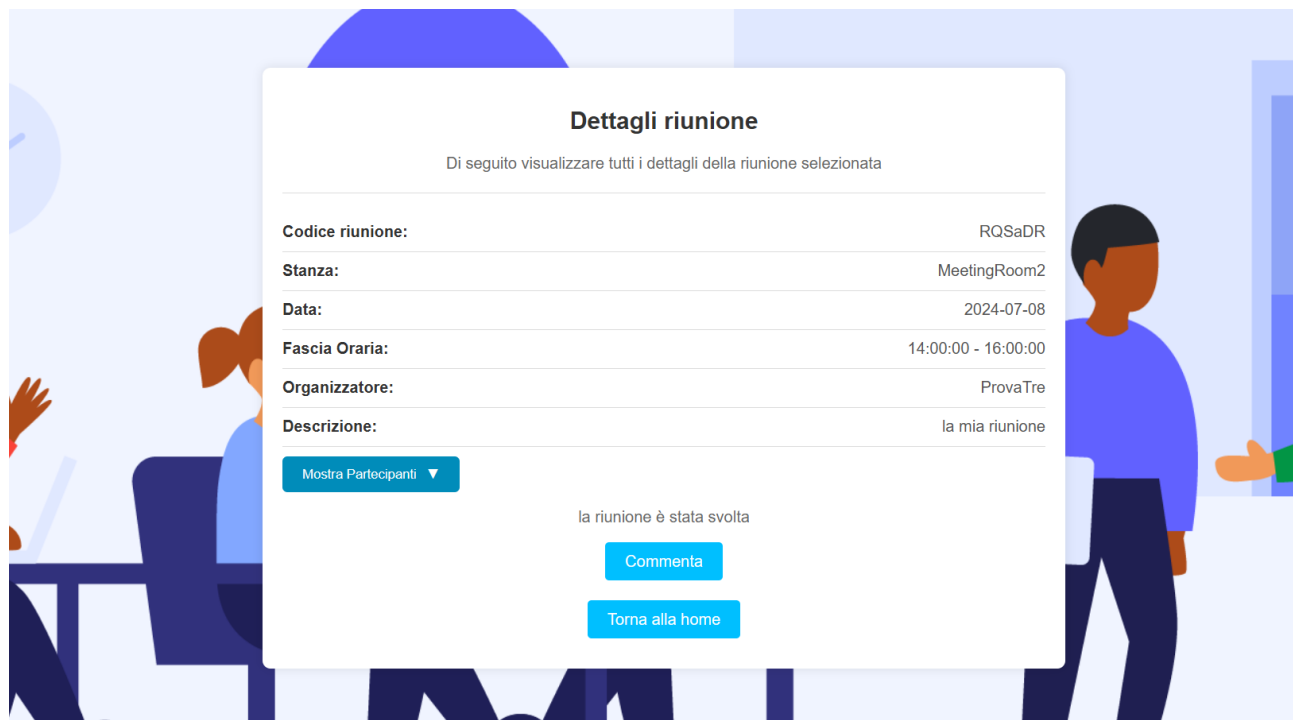 Dettagli riunione
Di seguito visualizzare tutti i dettagli della riunione selezionata
Codice riunione: RQSaDR
Stanza: MeetingRoom2
Data: 2024-07-08
Fascia Oraria: 14:00:00 - 16:00:00
Organizzatore: ProvaTre
Descrizione: la mia riunione
Mostra Partecipanti ▼
la riunione è stata svolta
Commenta
Torna alla home